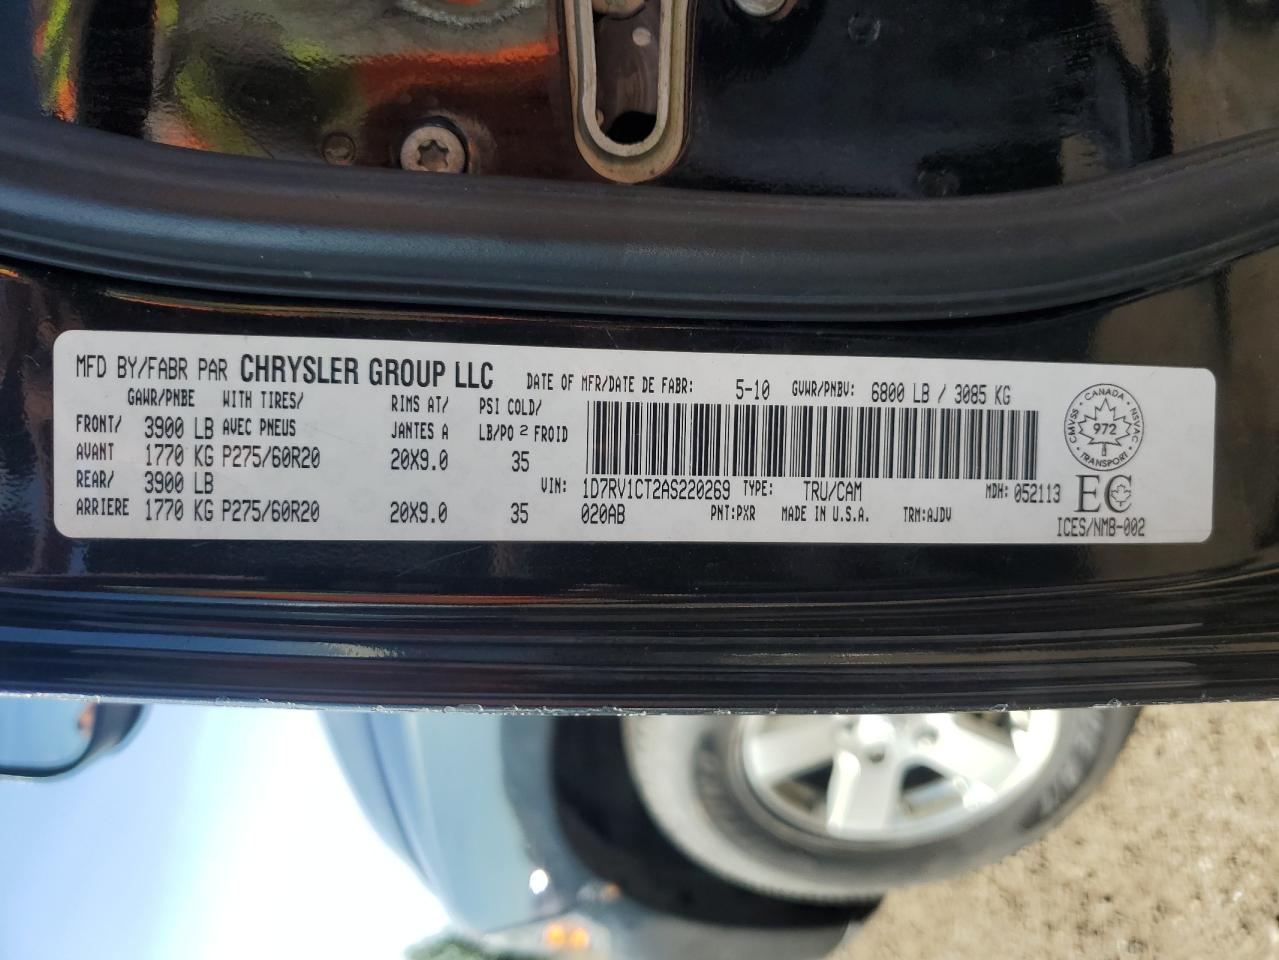 MFD BY/FABR PAR CHRYSLER GROUP LLC DATE OF MFR/DATE DE FABR: 5-10 GVWR/PNBV: 6800 LB / 3085 KG
GAWR/PNBE WITH TIRES/ RIMS AT/ PSI COLD/
FRONT/ 3900 LB AVEC PNEUS JANTES A LB/PO 2 FROID
AVANT 1770 KG P275/60R20 20X9.0 35
REAR/ 3900 LB VIN: 1D7RV1CT2AS220269 TYPE: TRU/CAM MDH: 052113
ARRIERE 1770 KG P275/60R20 20X9.0 35 020AB PNT:PXR MADE IN U.S.A. TRM:AJDV
CANADA
CMVSS 972 NSVAC
TRANSPORT
EC
ICES/NMB-002